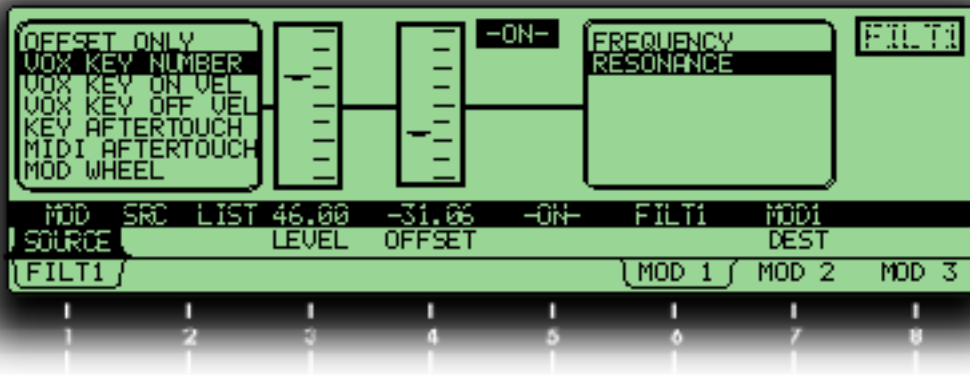 OFFSET ONLY
VOX KEY NUMBER
VOX KEY ON VEL
VOX KEY OFF VEL
KEY AFTERTOUCH
MIDI AFTERTOUCH
MOD WHEEL
-ON-
FREQUENCY
RESONANCE
FILT1
MOD SRC LIST 46.00 -31.06 -ON- FILT1 MOD1
SOURCE LEVEL OFFSET DEST
FILT1 MOD 1 MOD 2 MOD 3
1 2 3 4 5 6 7 8